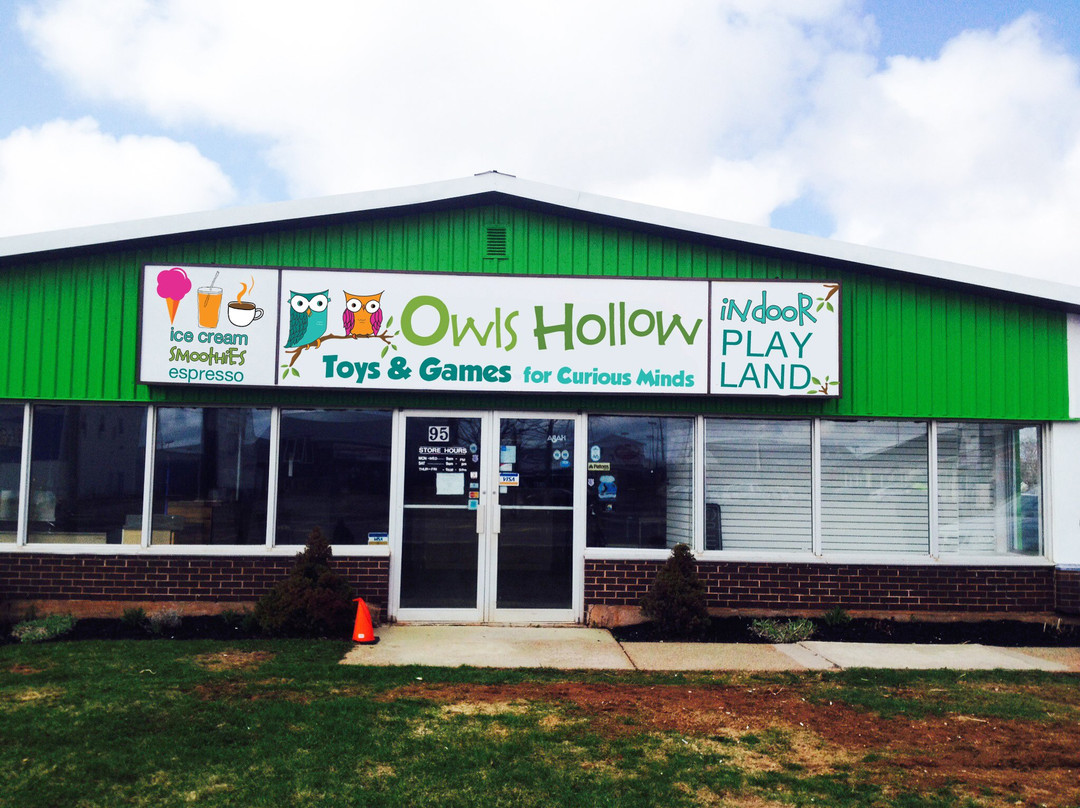 ice cream
SMOOTHiES
espresso
Owls Hollow
Toys & Games for Curious Minds
iNdooR
PLAY
LAND
95
STORE HOURS
VISA